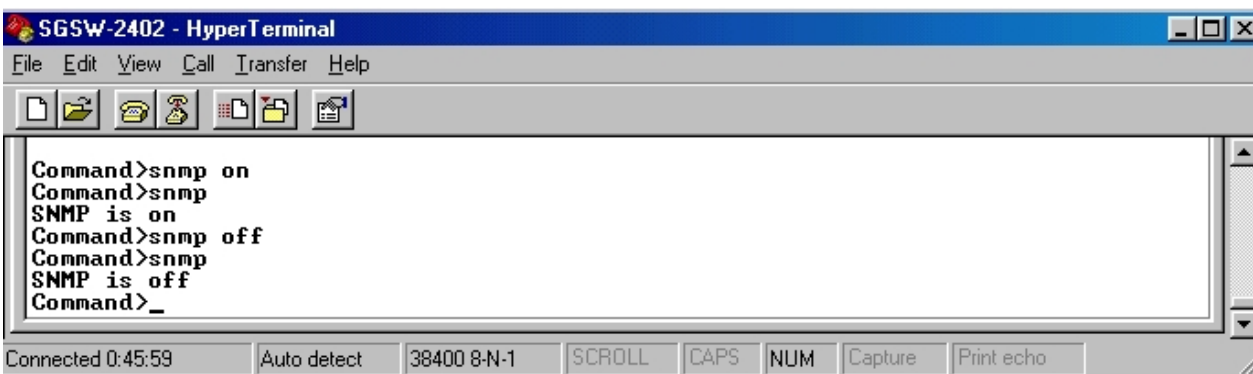 SGSW-2402 - HyperTerminal
File Edit View Call Transfer Help
Command>snmp on
Command>snmp
SNMP is on
Command>snmp off
Command>snmp
SNMP is off
Command>_
Connected 0:45:59 Auto detect 38400 8-N-1 SCROLL CAPS NUM Capture Print echo